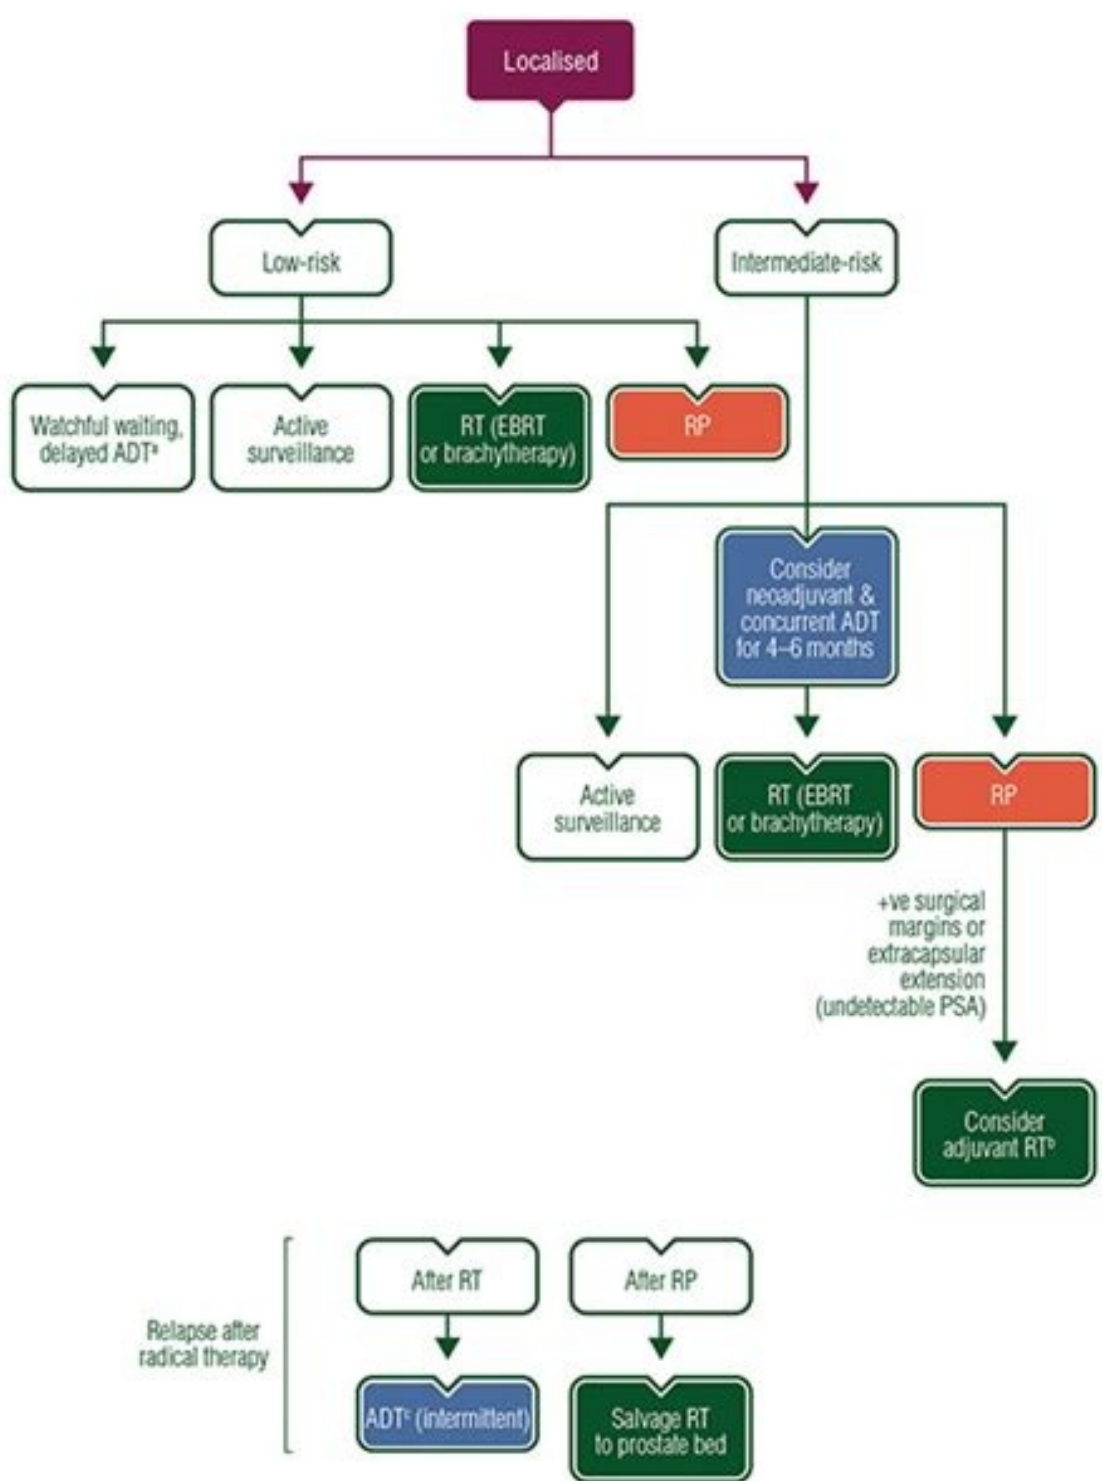 Localised
Low-risk
Intermediate-risk
Watchful waiting,
delayed ADTª
Active
surveillance
RT (EBRT
or brachytherapy)
RP
Consider
neoadjuvant &
concurrent ADT
for 4–6 months
Active
surveillance
RT (EBRT
or brachytherapy)
RP
+ve surgical
margins or
extracapsular
extension
(undetectable PSA)
Consider
adjuvant RTᵇ
Relapse after
radical therapy
After RT
After RP
ADTᶜ (intermittent)
Salvage RT
to prostate bed